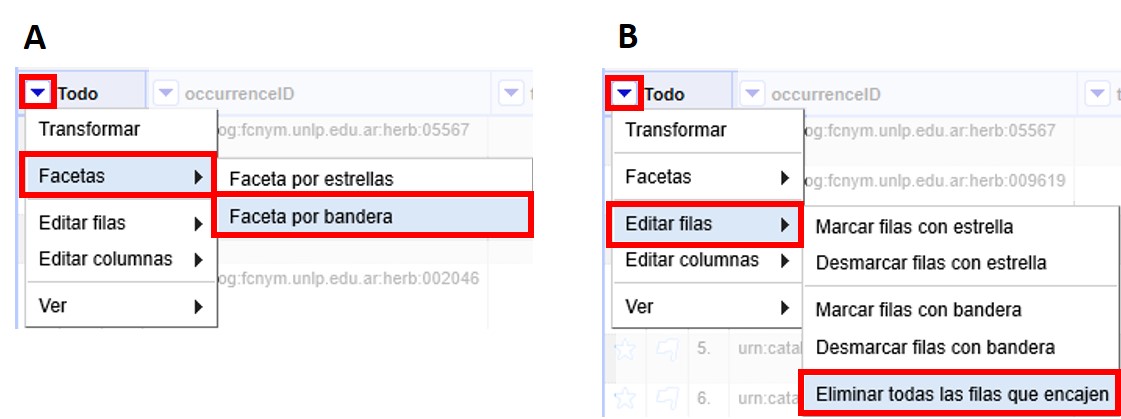 A
Todo
occurrenceID
t
Transformar
og:fcnym.unlp.edu.ar:herb:05567
Facetas
Faceta por estrellas
Faceta por bandera
Editar filas
Editar columnas
og:fcnym.unlp.edu.ar:herb:002046
Ver
B
Todo
occurrenceID
t
Transformar
og:fcnym.unlp.edu.ar:herb:05567
Facetas
og:fcnym.unlp.edu.ar:herb:009619
Editar filas
Marcar filas con estrella
Editar columnas
Desmarcar filas con estrella
Ver
Marcar filas con bandera
5.
urn:catal
Desmarcar filas con bandera
6.
urn:cata
Eliminar todas las filas que encajen